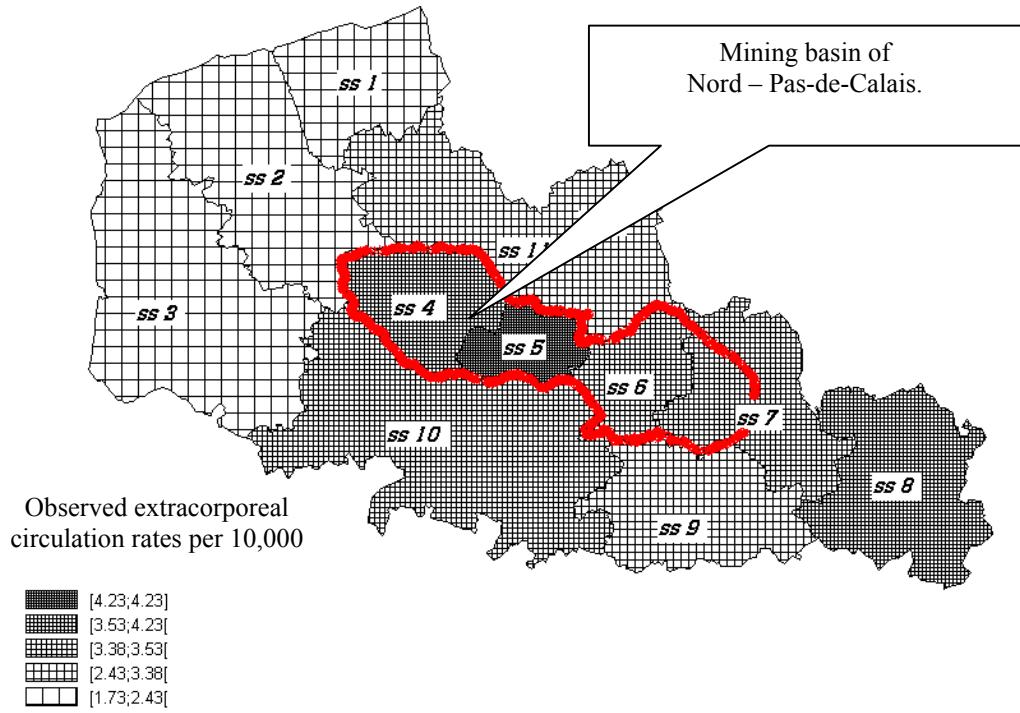 Mining basin of
Nord – Pas-de-Calais.
ss 1
ss 2
ss 11
ss 3
ss 4
ss 5
ss 6
ss 7
ss 10
ss 8
ss 9
Observed extracorporeal
circulation rates per 10,000
[4.23;4.23]
[3.53;4.23[
[3.38;3.53[
[2.43;3.38[
[1.73;2.43[